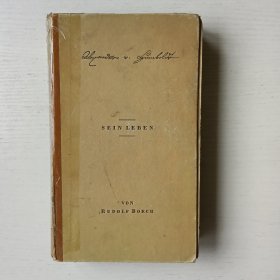 Alexander v. Humboldt
SEIN LEBEN
VON
RUDOLF BORCH